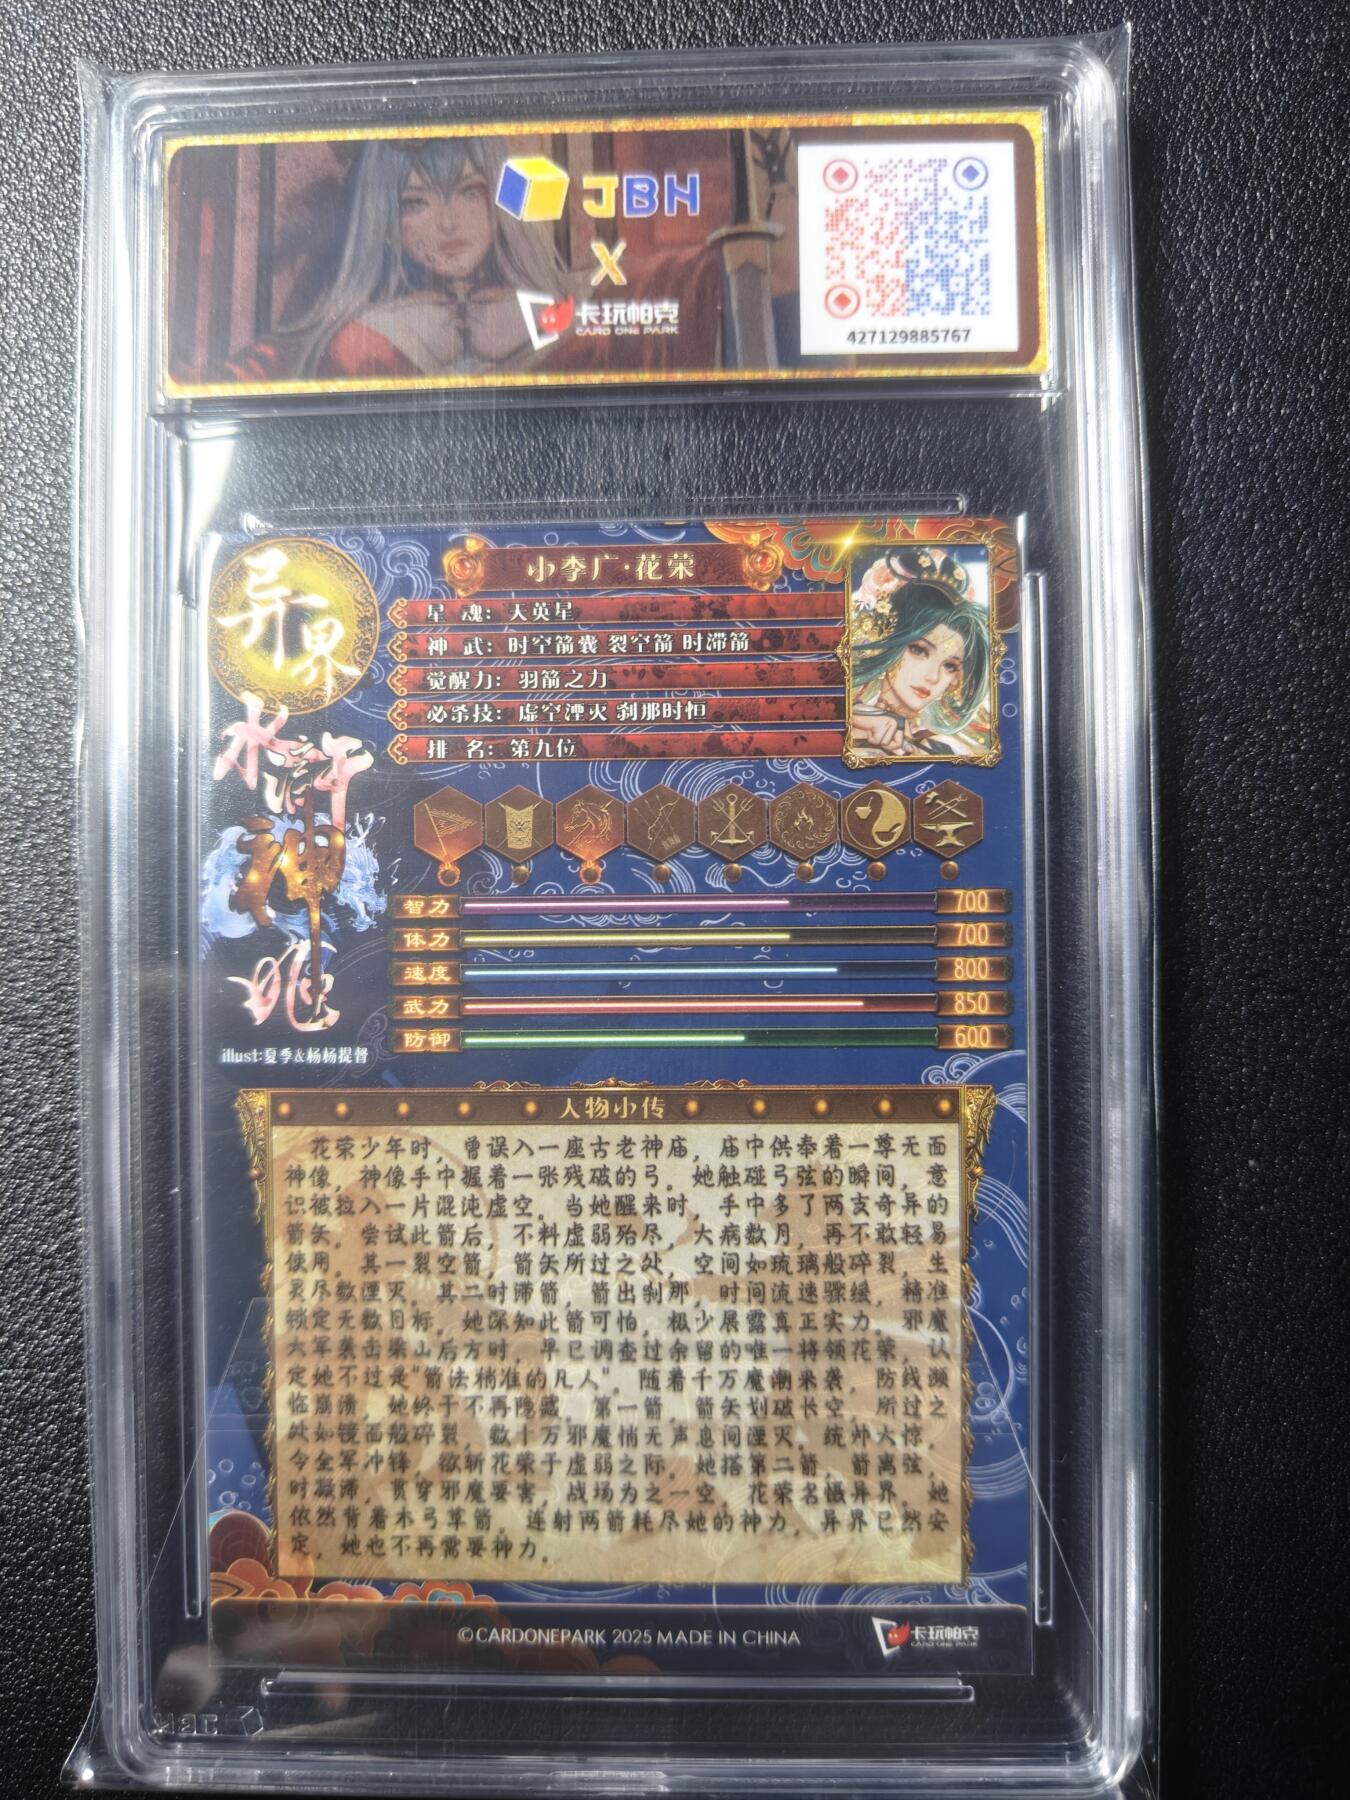 JBH
X
卡玩帕克
CARD ONE PARK
427129885767
异界
水浒
神
兆
小李广·花荣
星 魂：天英星
神 武：时空箭囊 裂空箭 时滞箭
觉醒力：羽箭之力
必杀技：虚空湮灭 刹那时恒
排 名：第九位
智力 700
体力 700
速度 800
武力 850
防御 600
illust:夏季&杨杨提督
人物小传
花荣少年时，曾误入一座古老神庙，庙中供奉着一尊无面
神像，神像手中握着一张残破的弓。她触碰弓弦的瞬间，意
识被拉入一片混沌虚空。当她醒来时，手中多了两支奇异的
箭矢。尝试此箭后，不料虚弱殆尽，大病数月，再不敢轻易
使用。其一裂空箭，箭矢所过之处，空间如琉璃般碎裂，生
灵尽数湮灭。其二时滞箭，箭出刹那，时间流速骤缓，精准
锁定无数目标。她深知此箭可怕，极少展露真正实力。邪魔
大军袭击梁山后方时，早已调查过余留的唯一将领花荣，认
定她不过是"箭法稍准的凡人"。随着千万魔潮来袭，防线濒
临崩溃，她终于不再隐藏。第一箭，箭矢划破长空，所过之
处如镜面般碎裂，数十万邪魔悄无声息间湮灭。统帅大惊，
令全军冲锋，欲斩花荣于虚弱之际。她搭第二箭，箭离弦，
时凝滞，贯穿邪魔要害，战场为之一空，花荣名慑异界。她
依然背着木弓草箭。连射两箭耗尽她的神力，异界已然安
定，她也不再需要神力。
©CARDONEPARK 2025 MADE IN CHINA
卡玩帕克
CARD ONE PARK